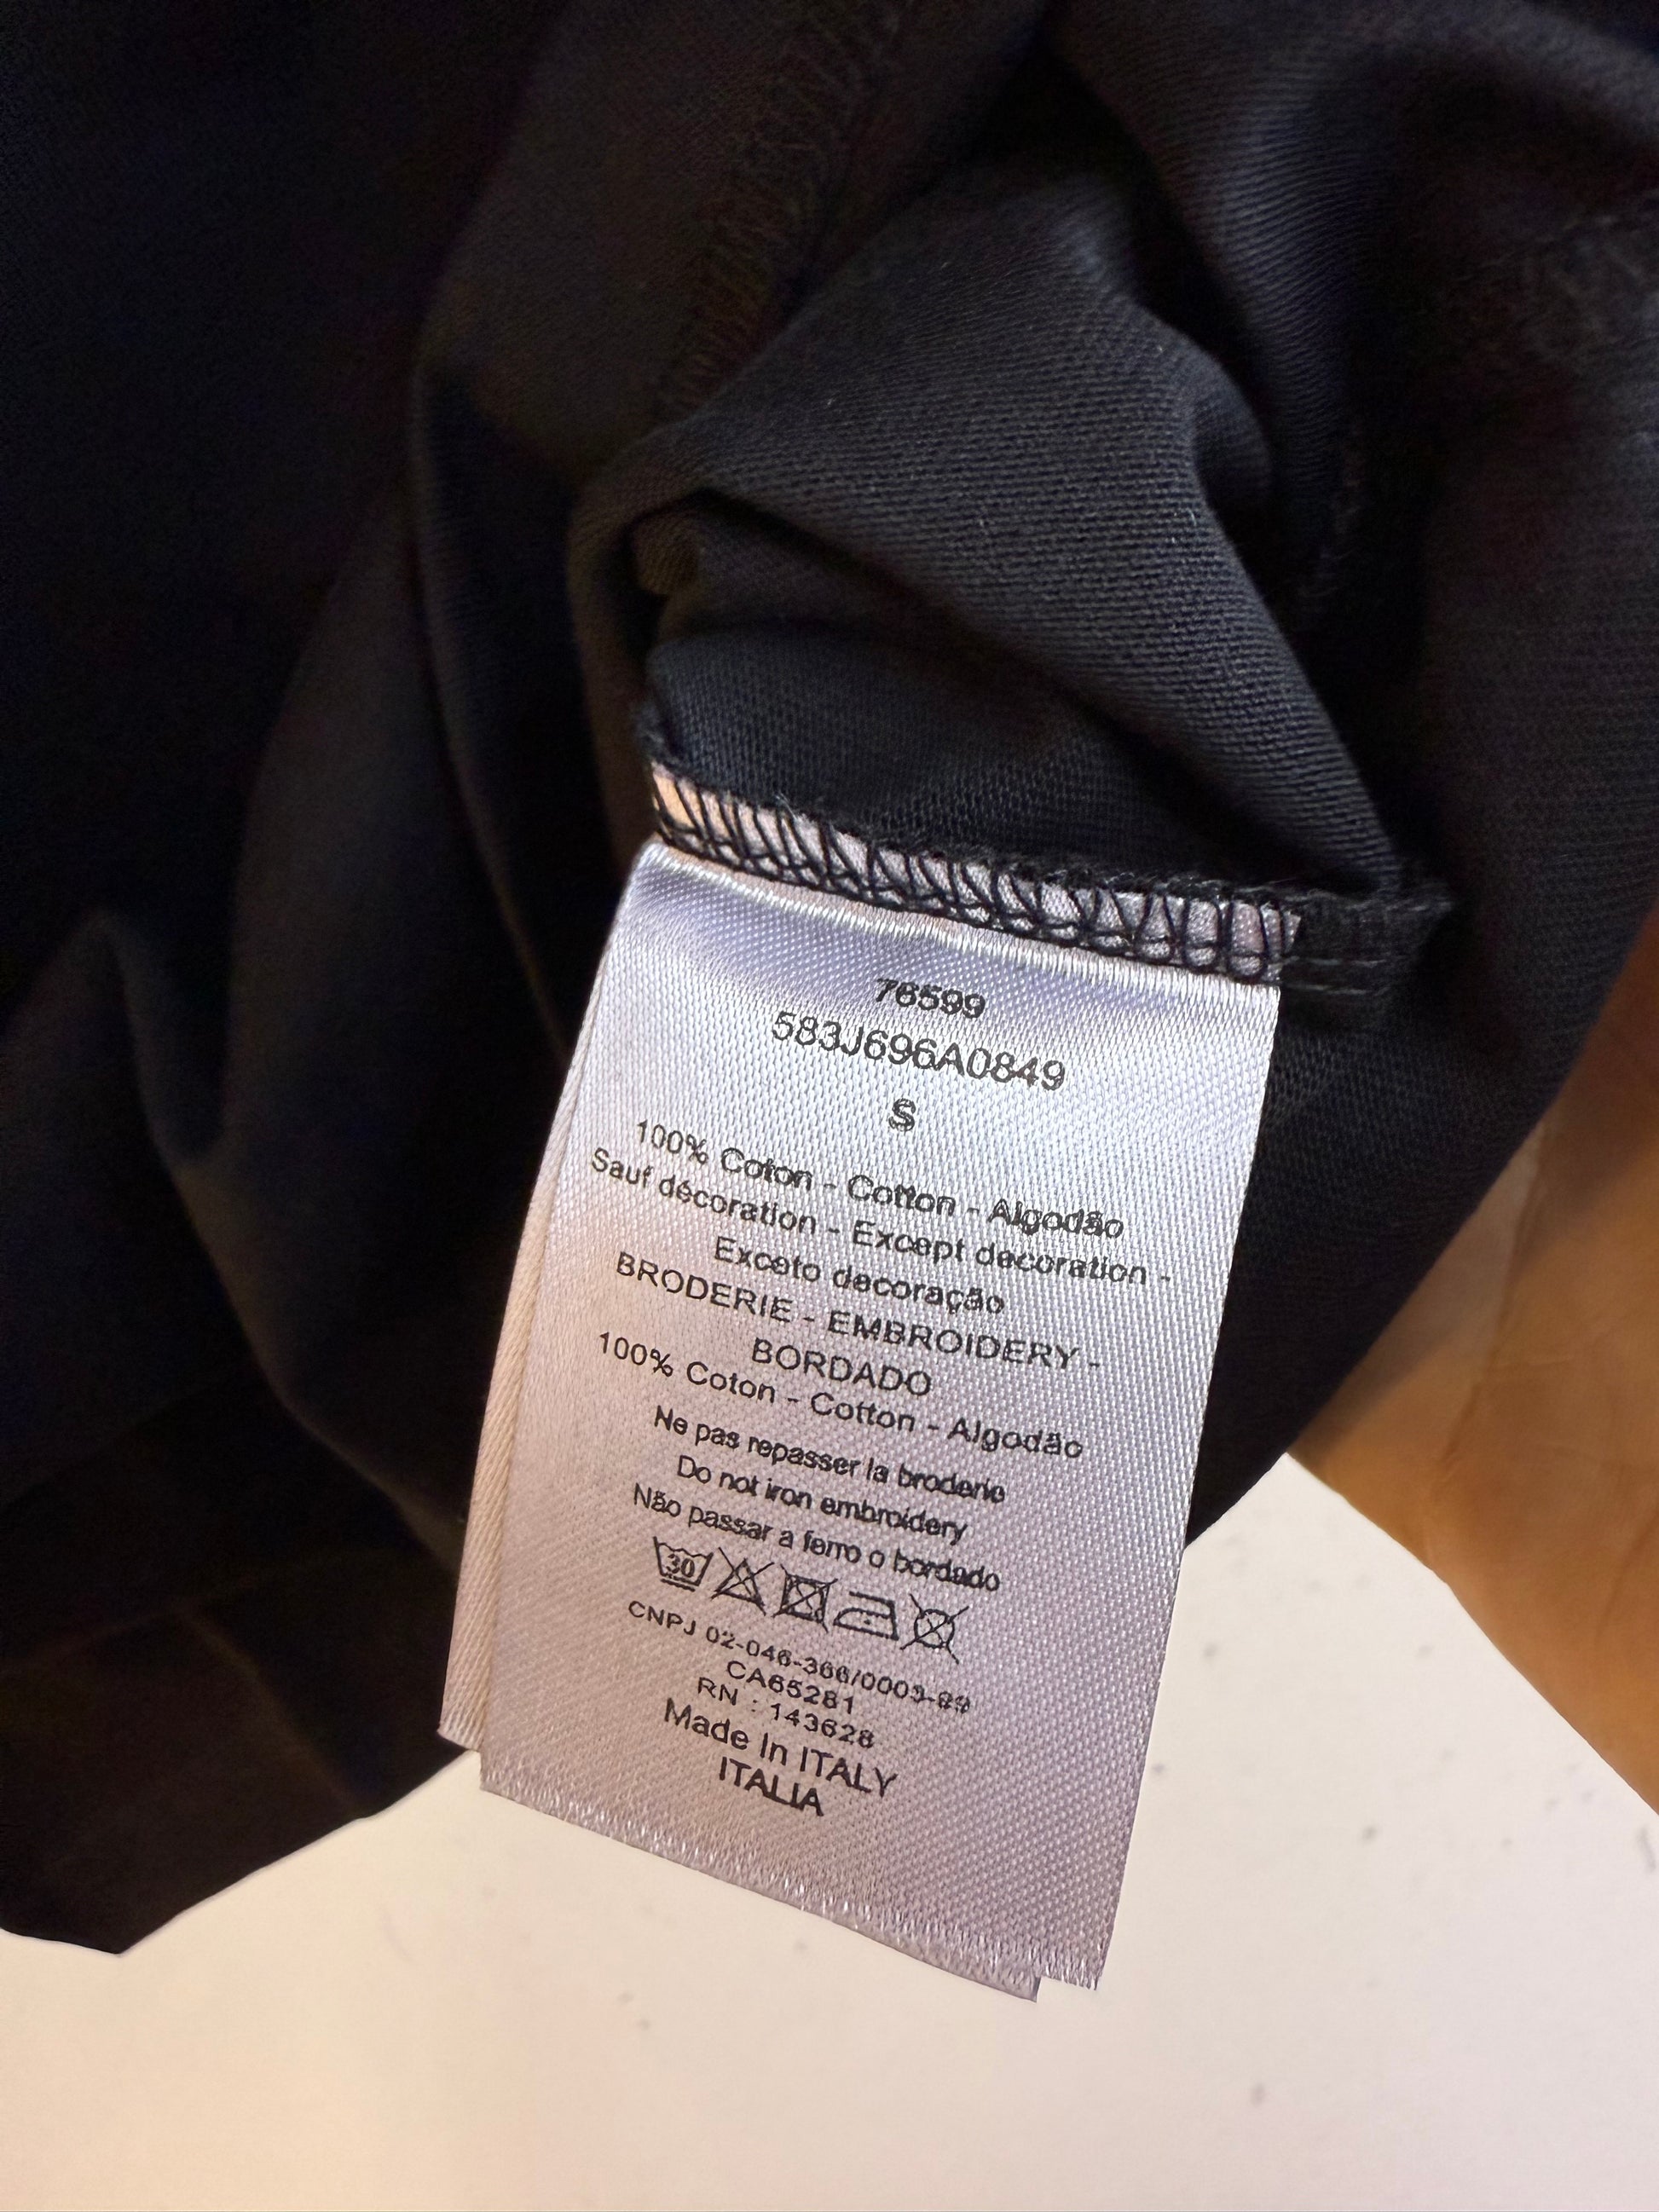 76599
583J696A0849
S
100% Coton - Cotton - Algodão
Sauf décoration - Except decoration -
Exceto decoração
BRODERIE - EMBROIDERY -
BORDADO
100% Coton - Cotton - Algodão
Ne pas repasser la broderie
Do not iron embroidery
Não passar a ferro o bordado
30
CNPJ 02-046-366/0003-89
CA65281
RN : 143628
Made In ITALY
ITALIA